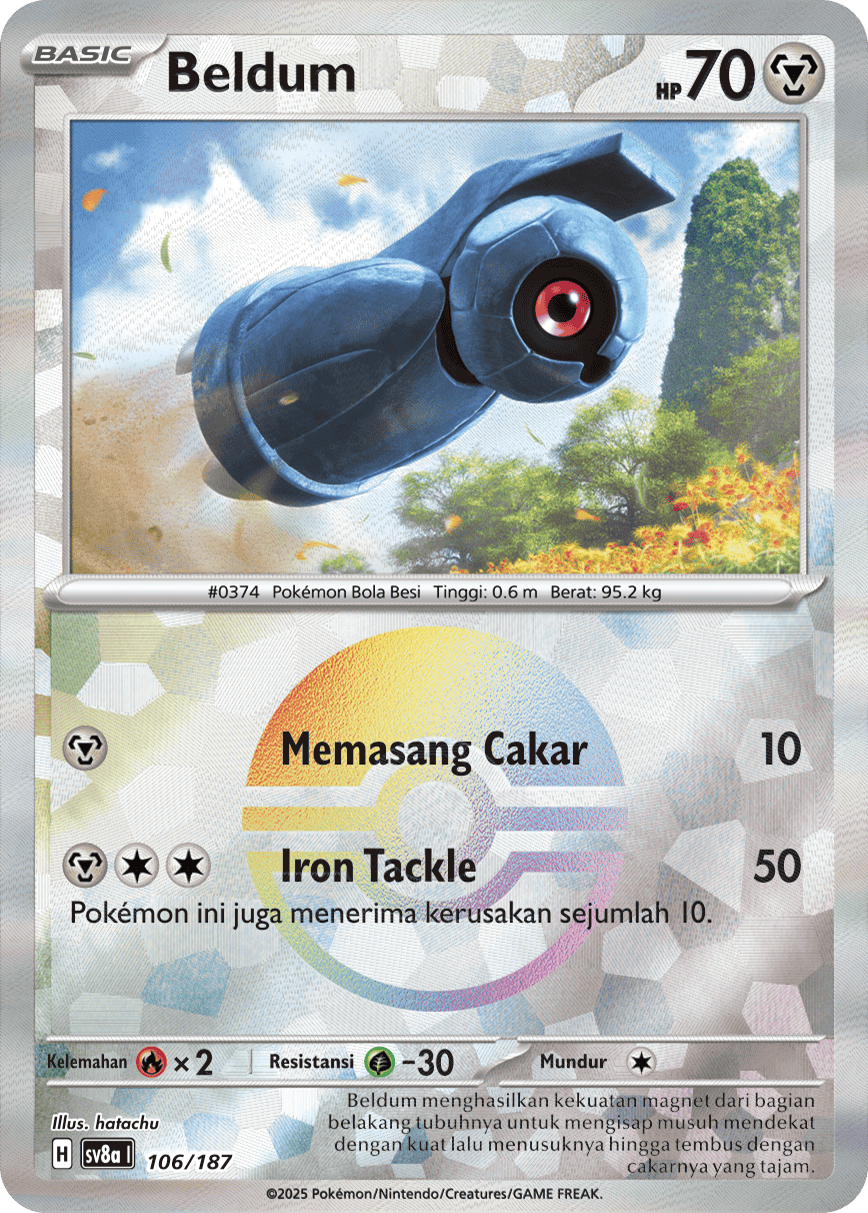 BASIC
Beldum
HP 70
#0374 Pokémon Bola Besi Tinggi: 0.6 m Berat: 95.2 kg
Memasang Cakar 10
Iron Tackle 50
Pokémon ini juga menerima kerusakan sejumlah 10.
Kelemahan ×2 Resistansi -30 Mundur
Beldum menghasilkan kekuatan magnet dari bagian
belakang tubuhnya untuk mengisap musuh mendekat
dengan kuat lalu menusuknya hingga tembus dengan
cakarnya yang tajam.
Illus. hatachu
H sv8a I 106/187
©2025 Pokémon/Nintendo/Creatures/GAME FREAK.